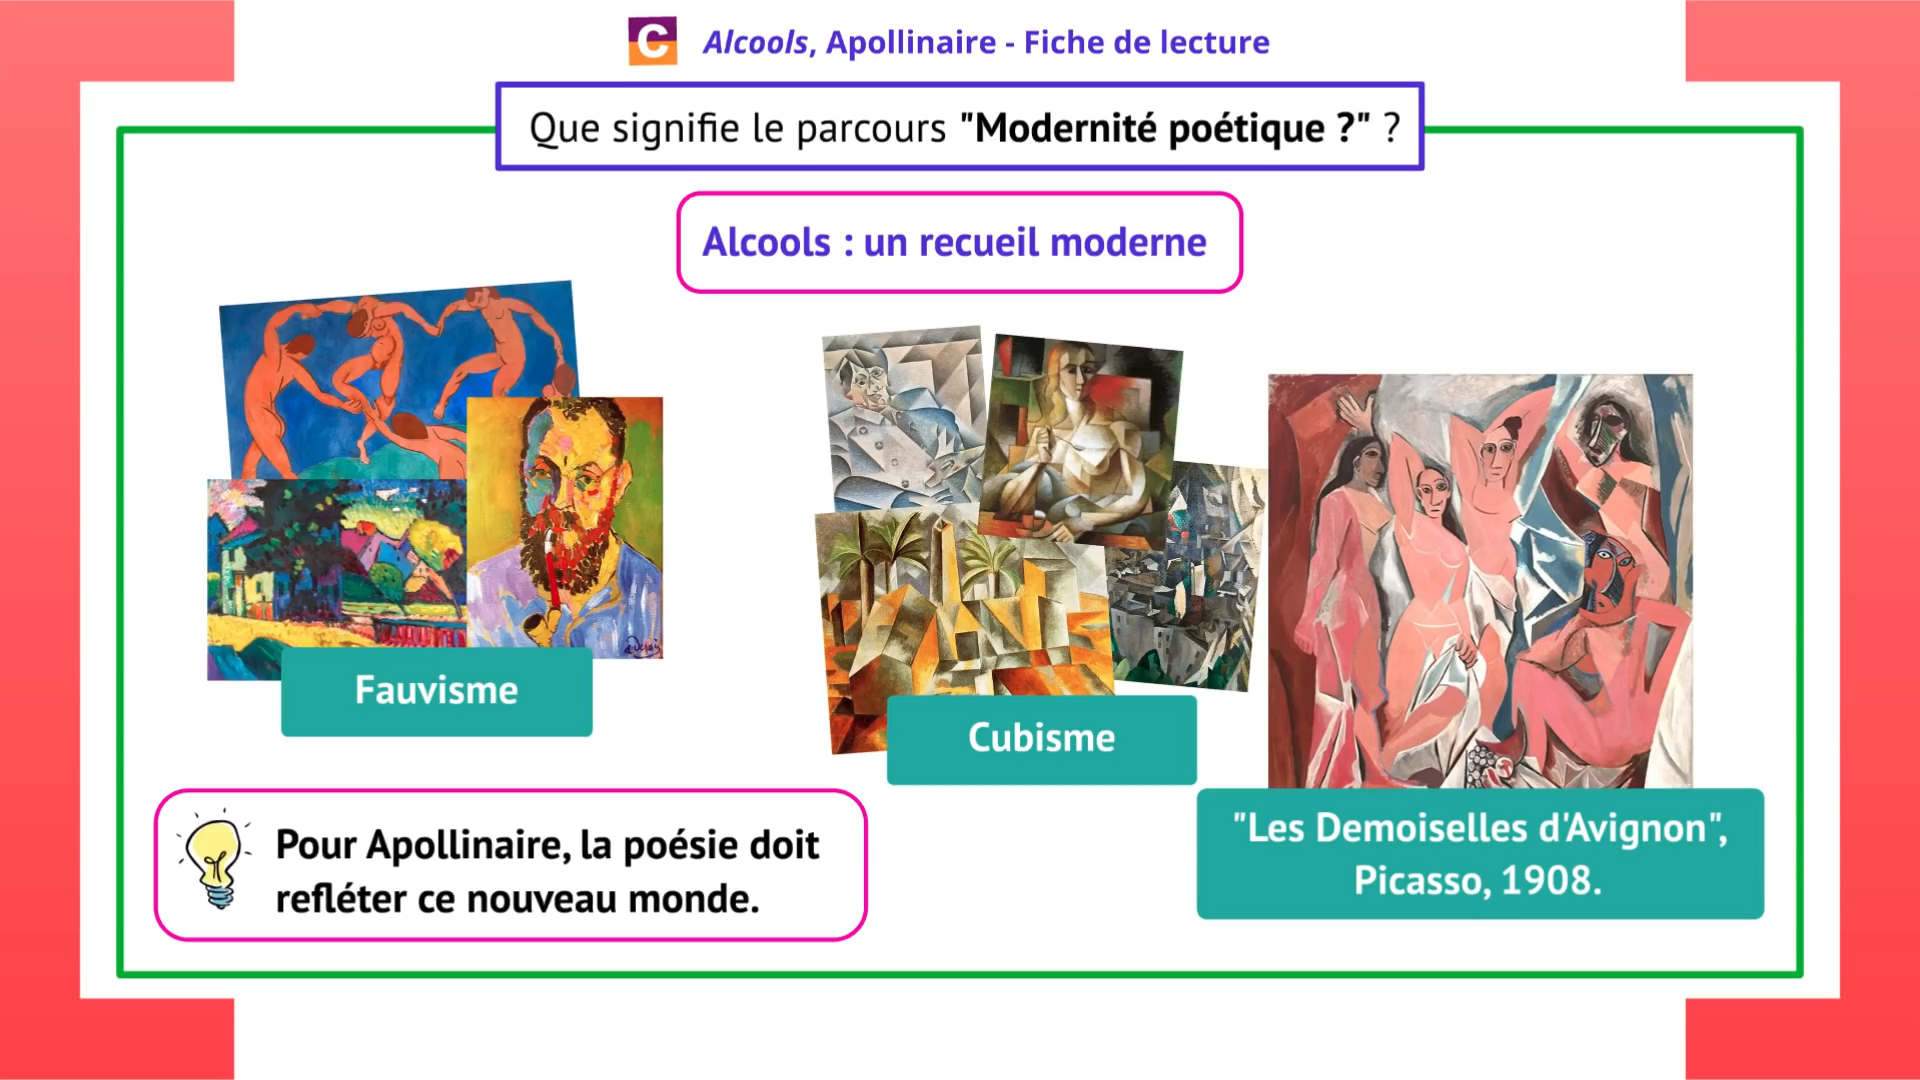 C
Alcools, Apollinaire - Fiche de lecture
Que signifie le parcours "Modernité poétique ?" ?
Alcools : un recueil moderne
Fauvisme
Cubisme
"Les Demoiselles d'Avignon",
Picasso, 1908.
Pour Apollinaire, la poésie doit
refléter ce nouveau monde.